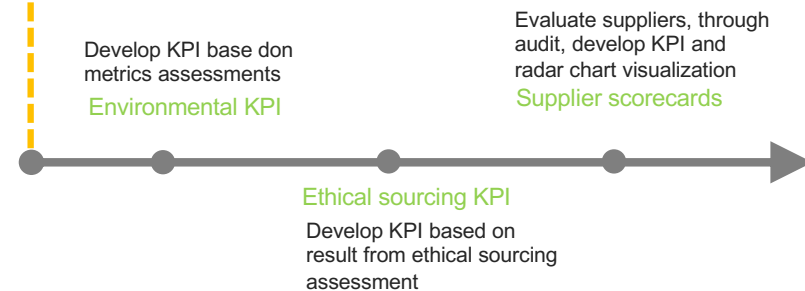 Develop KPI base don
metrics assessments
Environmental KPI
Ethical sourcing KPI
Develop KPI based on
result from ethical sourcing
assessment
Evaluate suppliers, through
audit, develop KPI and
radar chart visualization
Supplier scorecards